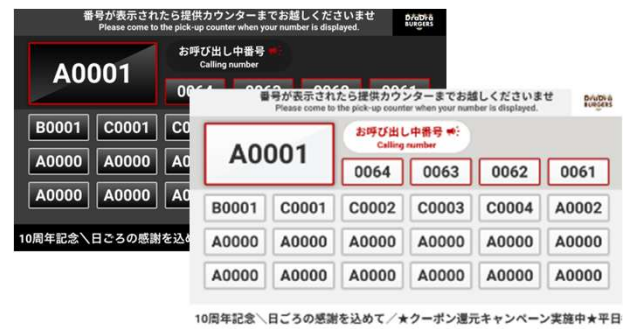 番号が表示されたら提供カウンターまでお越しくださいませ
Please come to the pick-up counter when your number is displayed.
BURGERS
お呼び出し中番号
Calling number
A0001
B0001 C0001
A0000 A0000
A0000 A0000
10周年記念＼日ごろの感謝を込め
番号が表示されたら提供カウンターまでお越しくださいませ
Please come to the pick-up counter when your number is displayed.
BURGERS
お呼び出し中番号
Calling number
A0001
0064 0063 0062 0061
B0001 C0001 C0002 C0003 C0004 A0002
A0000 A0000 A0000 A0000 A0000 A0000
A0000 A0000 A0000 A0000 A0000 A0000
10周年記念＼日ごろの感謝を込めて／★クーポン還元キャンペーン実施中★平日